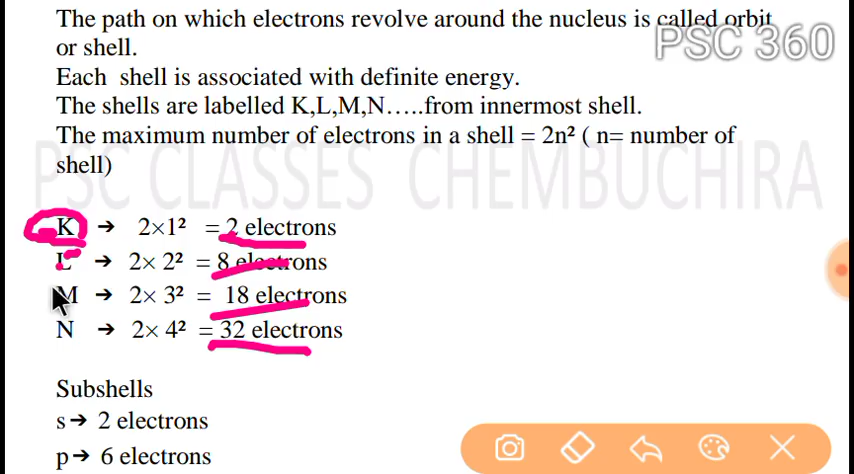 The path on which electrons revolve around the nucleus is called orbit
or shell.
PSC 360
Each shell is associated with definite energy.
The shells are labelled K,L,M,N…..from innermost shell.
The maximum number of electrons in a shell = 2n² ( n= number of
shell)
PSC CLASSES CHEMBUCHIRA
K → 2×1² = 2 electrons
L → 2× 2² = 8 electrons
M → 2× 3² = 18 electrons
N → 2× 4² = 32 electrons
Subshells
s→ 2 electrons
p→ 6 electrons